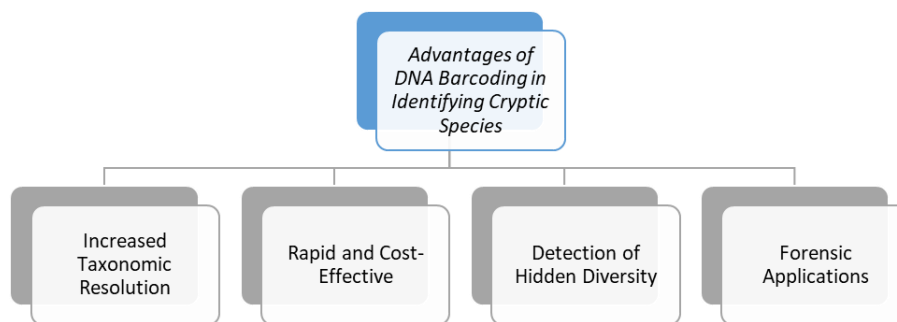 Advantages of
DNA Barcoding in
Identifying Cryptic
Species
Increased
Taxonomic
Resolution
Rapid and Cost-
Effective
Detection of
Hidden Diversity
Forensic
Applications